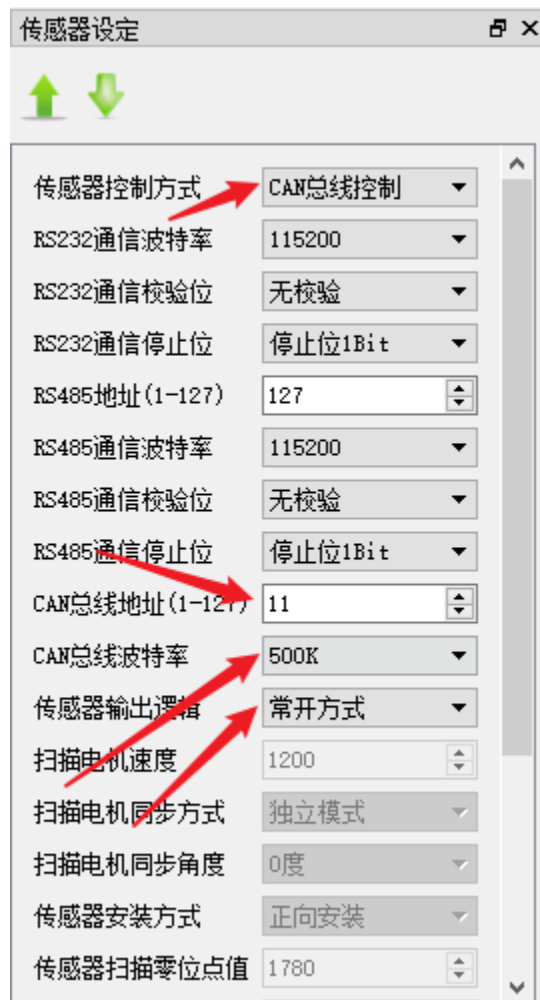 传感器设定
传感器控制方式 CAN总线控制
RS232通信波特率 115200
RS232通信校验位 无校验
RS232通信停止位 停止位1Bit
RS485地址(1-127) 127
RS485通信波特率 115200
RS485通信校验位 无校验
RS485通信停止位 停止位1Bit
CAN总线地址(1-127) 11
CAN总线波特率 500K
传感器输出逻辑 常开方式
扫描电机速度 1200
扫描电机同步方式 独立模式
扫描电机同步角度 0度
传感器安装方式 正向安装
传感器扫描零位点值 1780